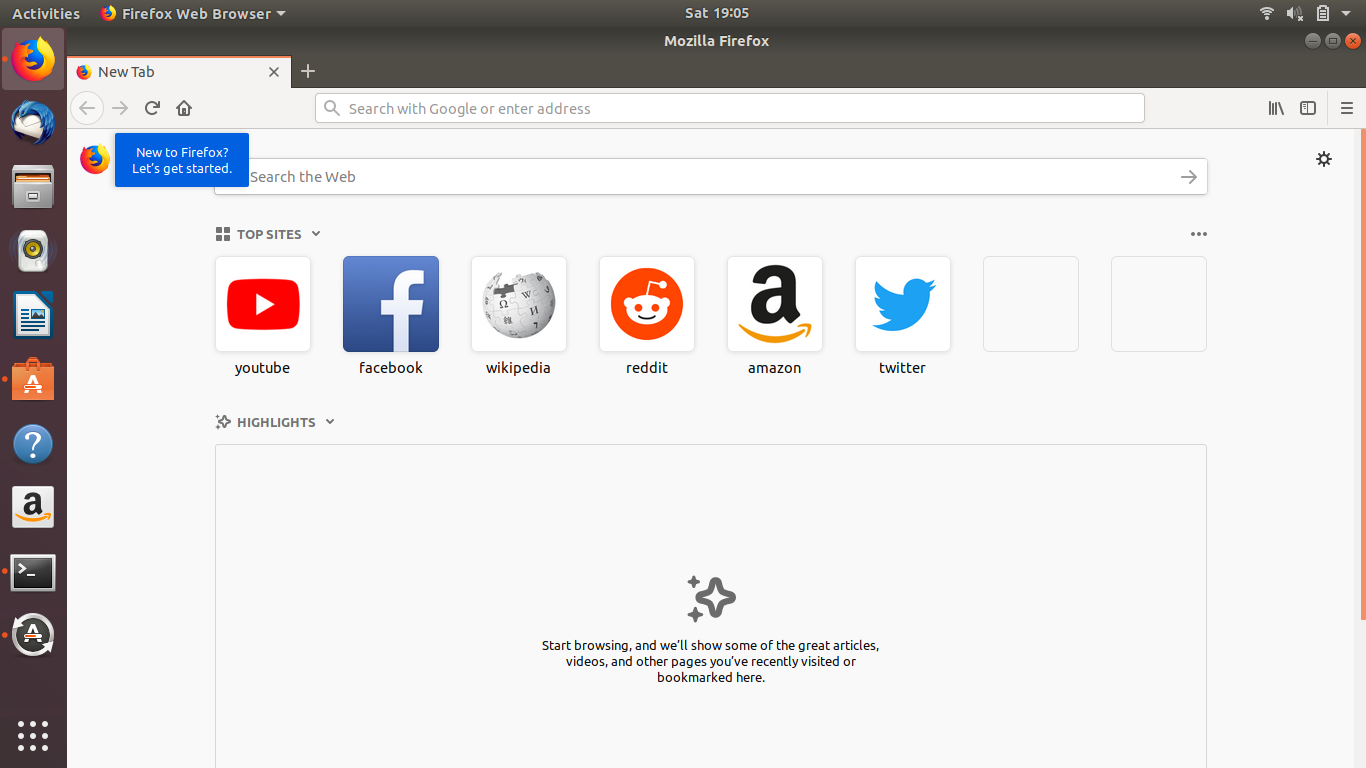 Activities
Firefox Web Browser
Sat 19:05
Mozilla Firefox
New Tab
Search with Google or enter address
New to Firefox?
Let's get started.
Search the Web
TOP SITES
youtube
facebook
wikipedia
reddit
amazon
twitter
HIGHLIGHTS
Start browsing, and we'll show some of the great articles,
videos, and other pages you've recently visited or
bookmarked here.